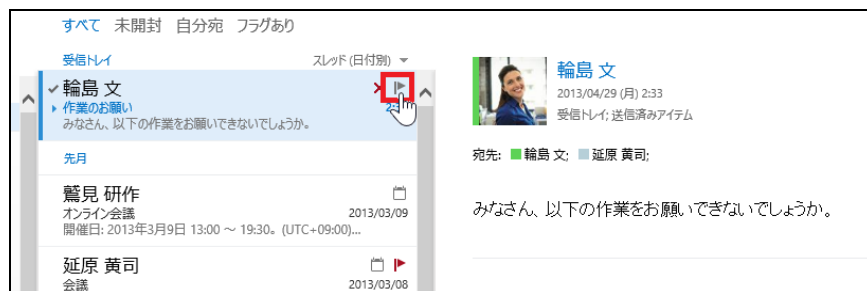 すべて 未開封 自分宛 フラグあり
受信トレイ スレッド (日付別)
輪島 文
作業のお願い
みなさん、以下の作業をお願いできないでしょうか。
先月
鷲見 研作
オンライン会議 2013/03/09
開催日: 2013年3月9日 13:00 ～ 19:30。(UTC+09:00)...
延原 黄司
会議 2013/03/08
輪島 文
2013/04/29 (月) 2:33
受信トレイ; 送信済みアイテム
宛先: 輪島 文; 延原 黄司;
みなさん、以下の作業をお願いできないでしょうか。